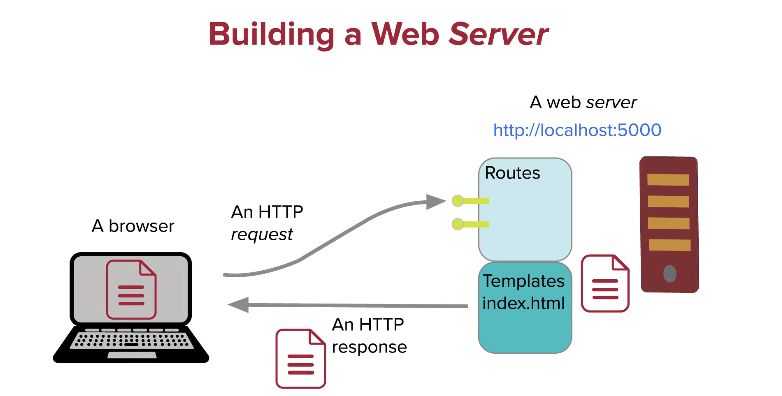 Building a Web Server
A web server
http://localhost:5000
Routes
An HTTP
request
A browser
Templates
index.html
An HTTP
response